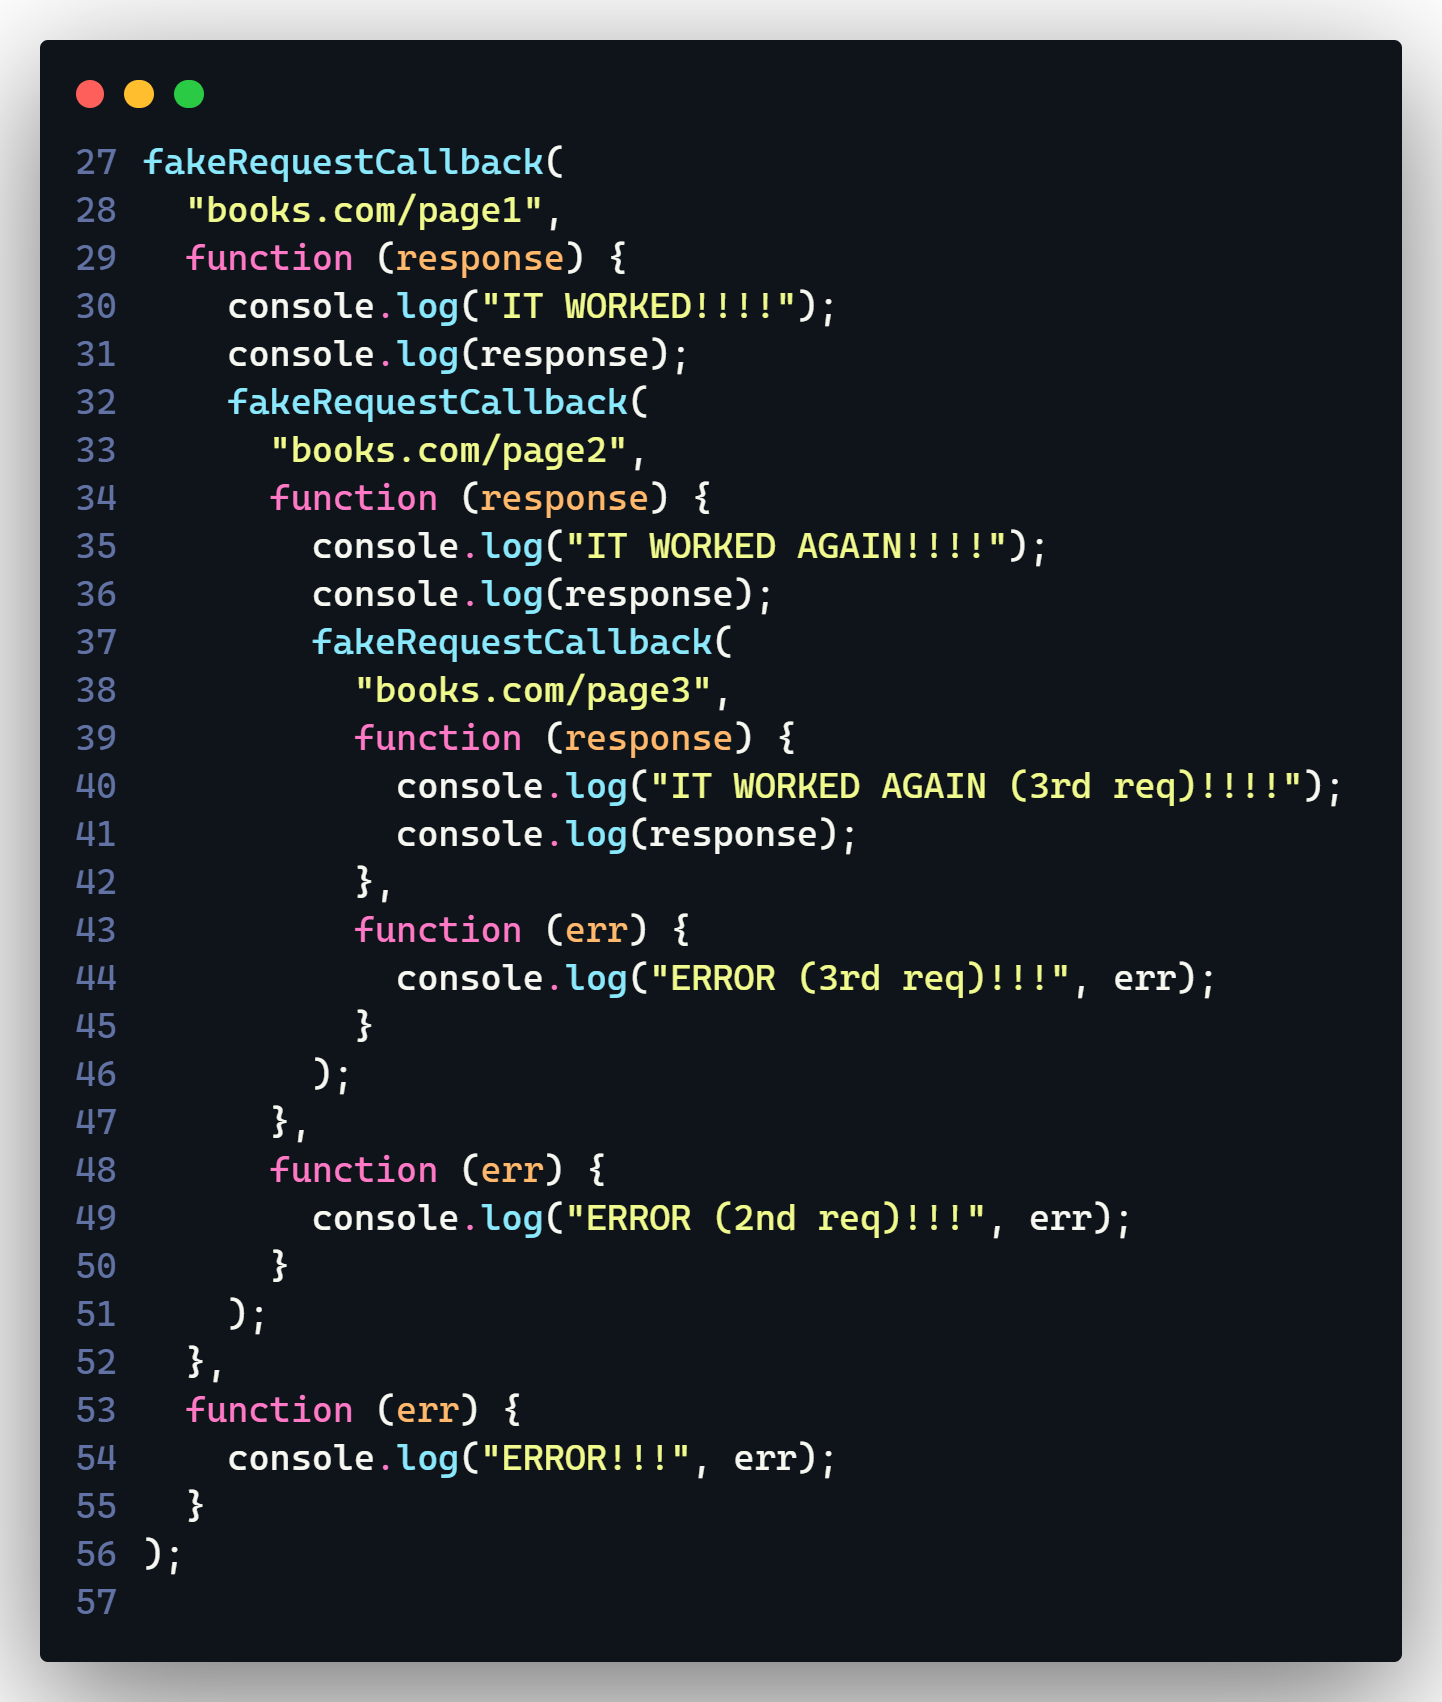 27 fakeRequestCallback(
28   "books.com/page1",
29   function (response) {
30     console.log("IT WORKED!!!!");
31     console.log(response);
32     fakeRequestCallback(
33       "books.com/page2",
34       function (response) {
35         console.log("IT WORKED AGAIN!!!!");
36         console.log(response);
37         fakeRequestCallback(
38           "books.com/page3",
39           function (response) {
40             console.log("IT WORKED AGAIN (3rd req)!!!!");
41             console.log(response);
42           },
43           function (err) {
44             console.log("ERROR (3rd req)!!!", err);
45           }
46         );
47       },
48       function (err) {
49         console.log("ERROR (2nd req)!!!", err);
50       }
51     );
52   },
53   function (err) {
54     console.log("ERROR!!!", err);
55   }
56 );
57